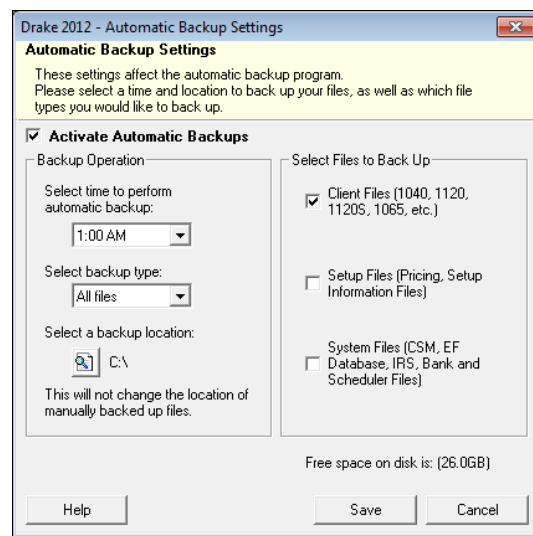 Drake 2012 - Automatic Backup Settings
Automatic Backup Settings
These settings affect the automatic backup program.
Please select a time and location to back up your files, as well as which file
types you would like to back up.
Activate Automatic Backups
Backup Operation
Select time to perform
automatic backup:
1:00 AM
Select backup type:
All files
Select a backup location:
C:\
This will not change the location of
manually backed up files.
Select Files to Back Up
Client Files (1040, 1120,
1120S, 1065, etc.)
Setup Files (Pricing, Setup
Information Files)
System Files (CSM, EF
Database, IRS, Bank and
Scheduler Files)
Free space on disk is: (26.0GB)
Help
Save
Cancel